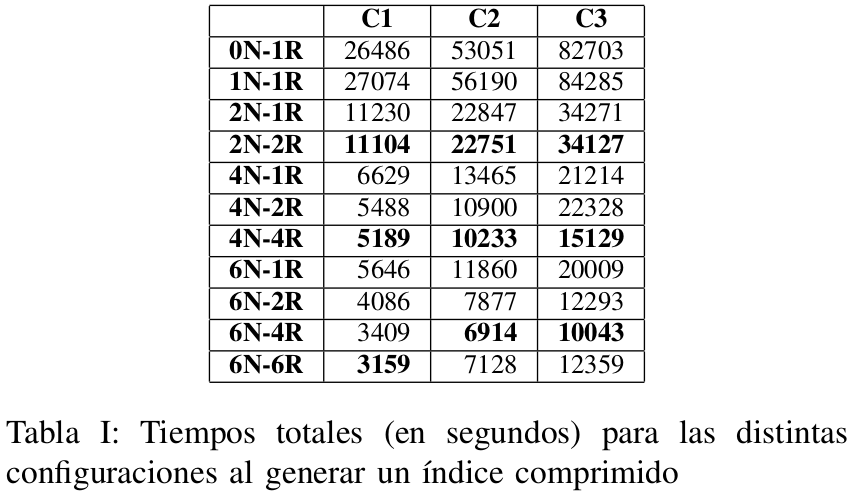 C1 C2 C3
0N-1R 26486 53051 82703
1N-1R 27074 56190 84285
2N-1R 11230 22847 34271
2N-2R 11104 22751 34127
4N-1R 6629 13465 21214
4N-2R 5488 10900 22328
4N-4R 5189 10233 15129
6N-1R 5646 11860 20009
6N-2R 4086 7877 12293
6N-4R 3409 6914 10043
6N-6R 3159 7128 12359
Tabla I: Tiempos totales (en segundos) para las distintas
configuraciones al generar un índice comprimido